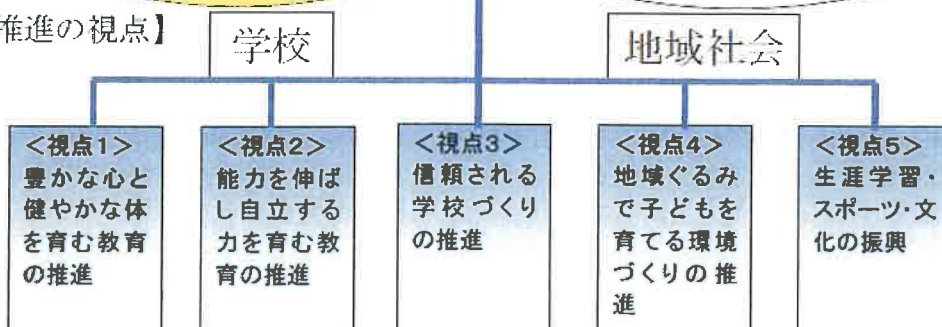 推進の視点】
学校
地域社会
＜視点1＞
豊かな心と
健やかな体
を育む教育
の推進
＜視点2＞
能力を伸ば
し自立する
力を育む教
育の推進
＜視点3＞
信頼される
学校づくり
の推進
＜視点4＞
地域ぐるみ
で子どもを
育てる環境
づくりの推
進
＜視点5＞
生涯学習・
スポーツ・文
化の振興